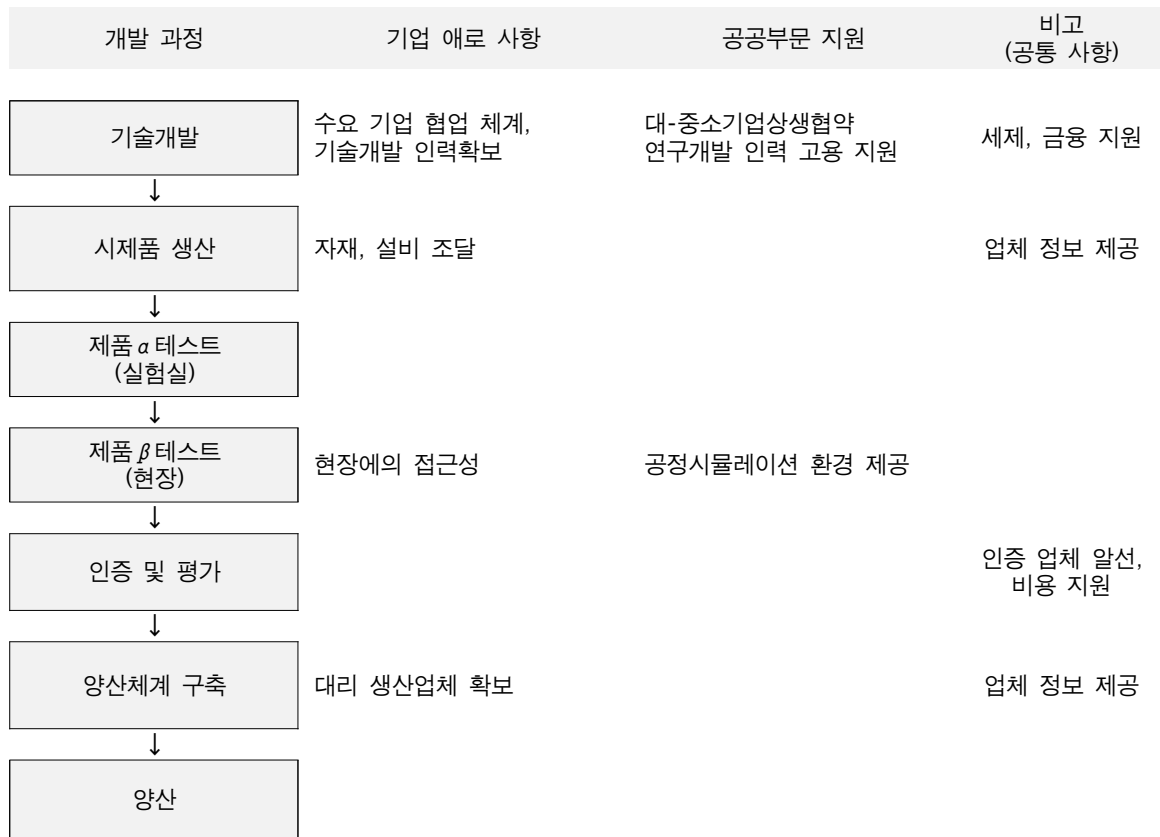 개발 과정 기업 애로 사항 공공부문 지원 비고
(공통 사항)
기술개발 수요 기업 협업 체계, 대-중소기업상생협약 세제, 금융 지원
기술개발 인력확보 연구개발 인력 고용 지원
↓
시제품 생산 자재, 설비 조달 업체 정보 제공
↓
제품 α 테스트
(실험실)
↓
제품 β 테스트 현장에의 접근성 공정시뮬레이션 환경 제공
(현장)
↓
인증 및 평가 인증 업체 알선,
비용 지원
↓
양산체계 구축 대리 생산업체 확보 업체 정보 제공
↓
양산